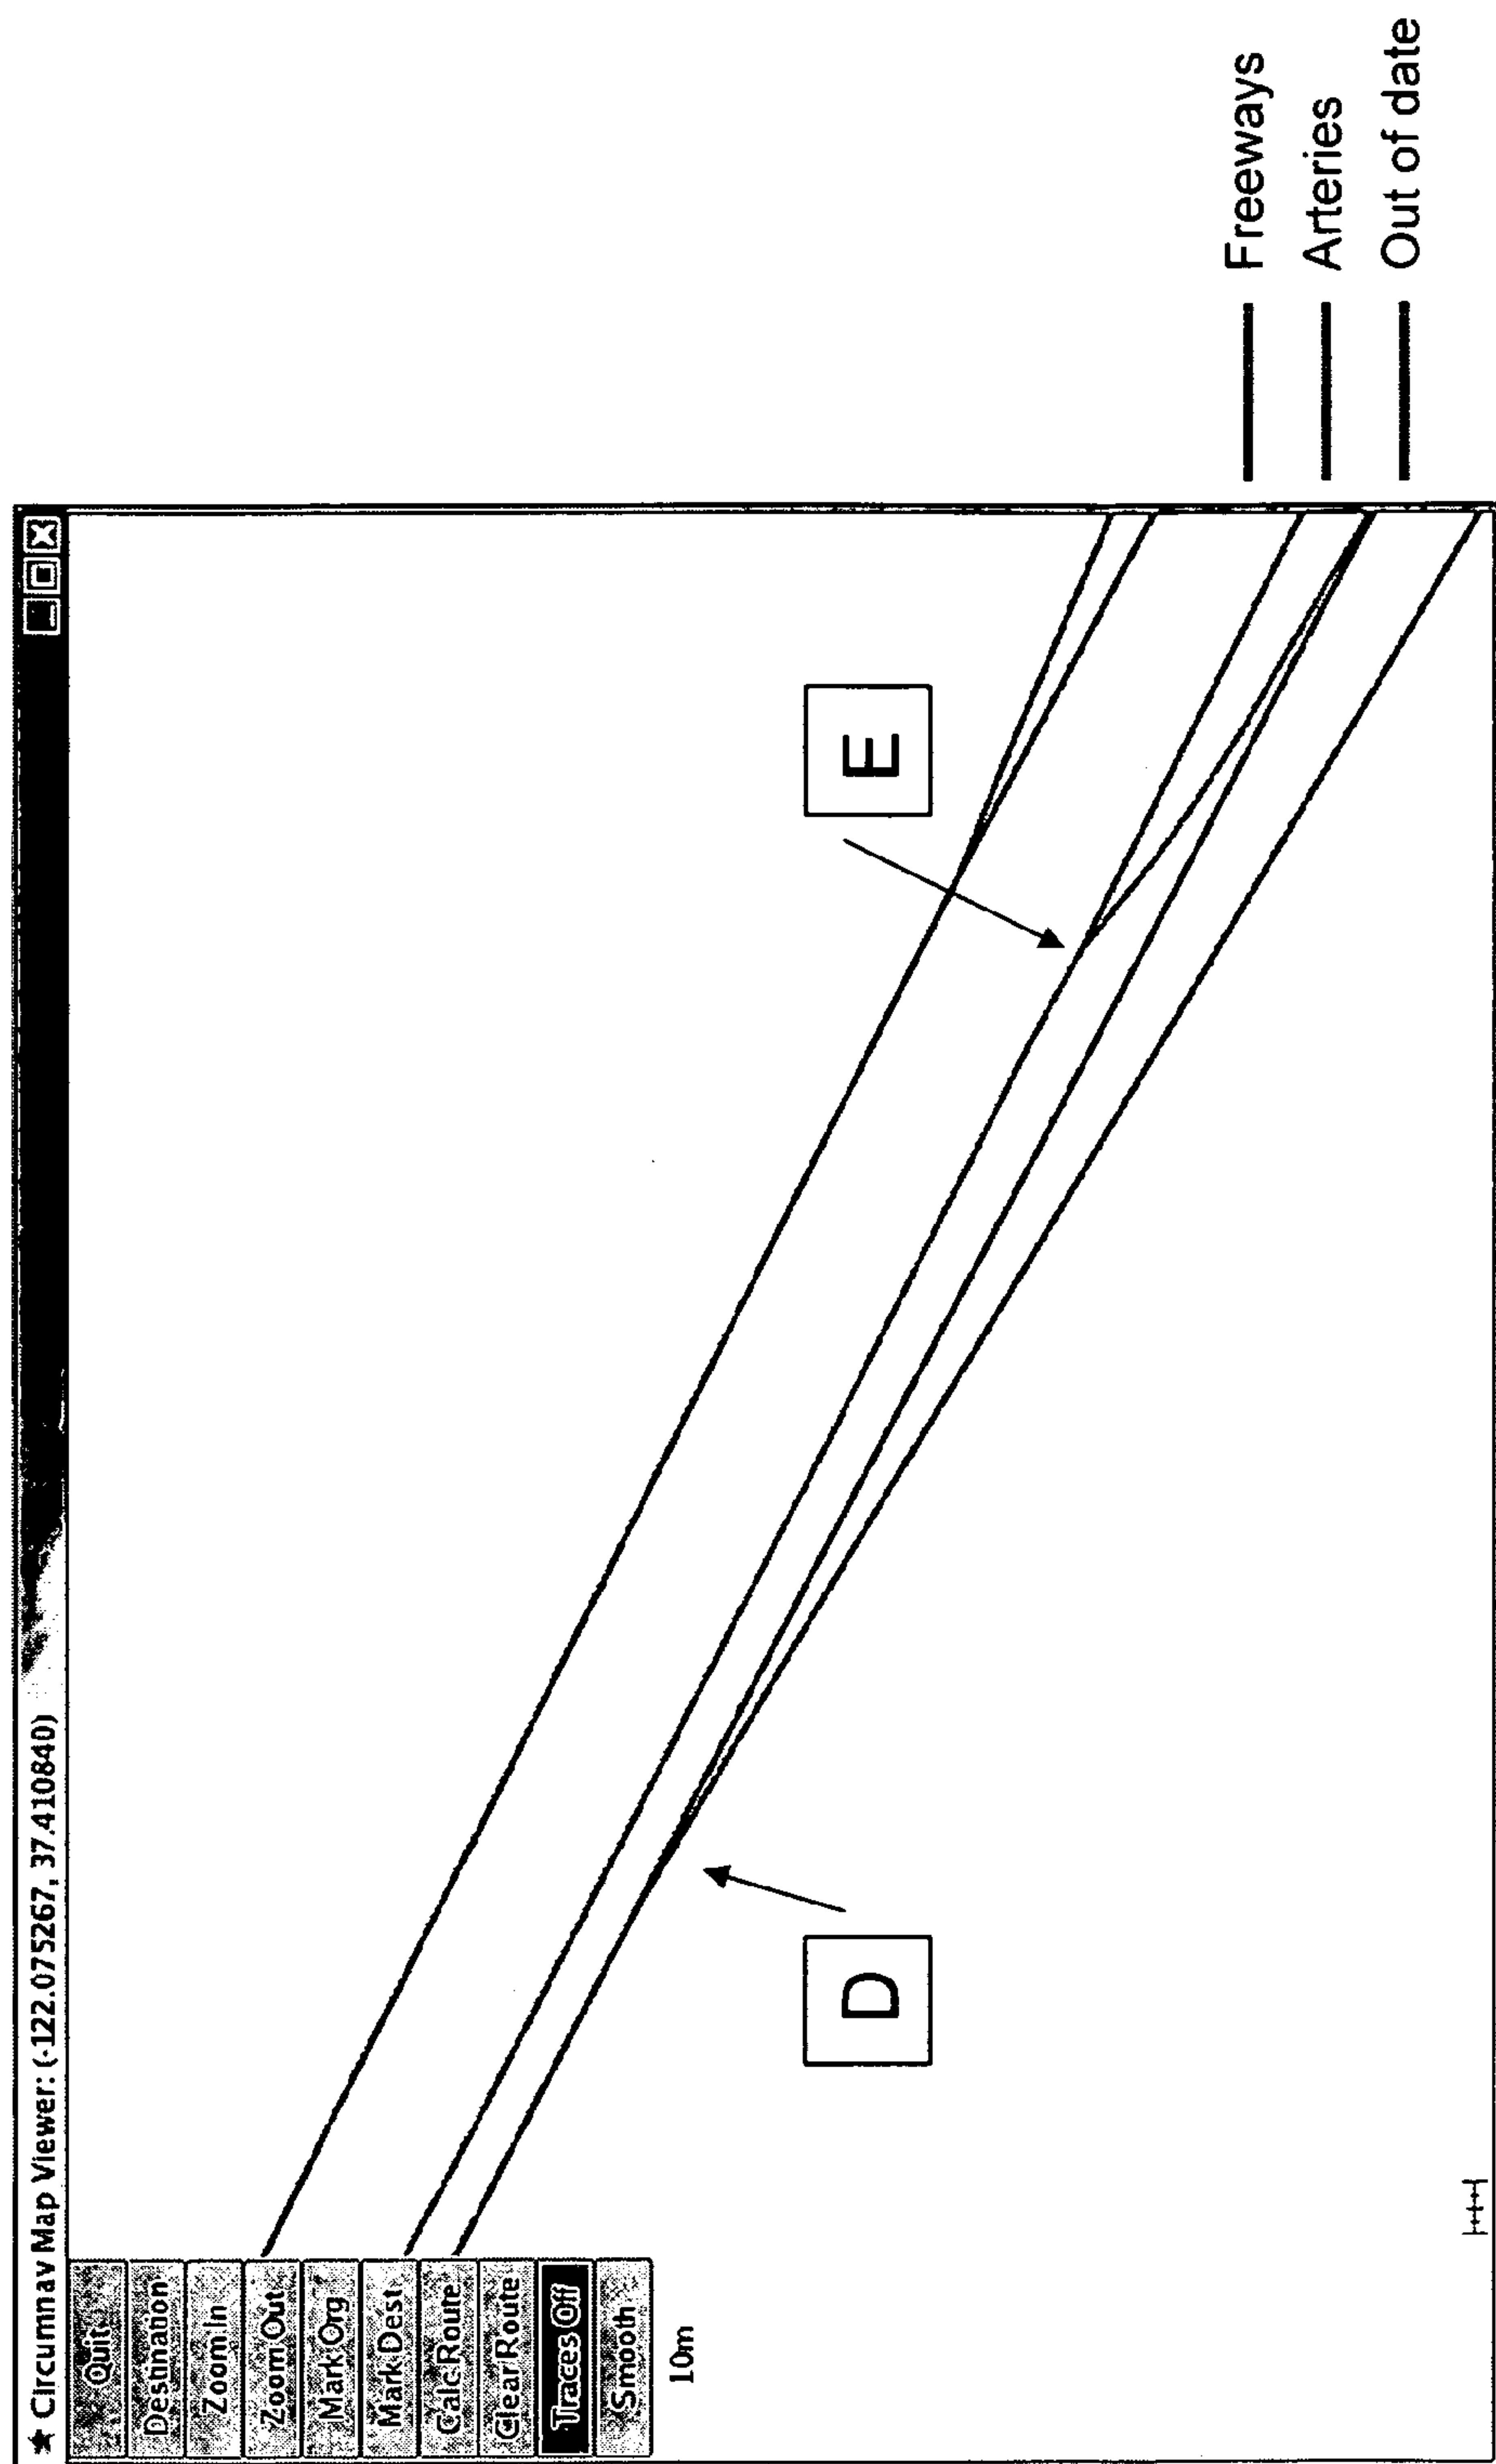 ★ Circumnav Map Viewer: (-122.075267, 37.410840)
Quit
Destination
Zoom In
Zoom Out
Mark Org
Mark Dest
Calc Route
Clear Route
Traces Off
Smooth
10m
D
E
Freeways
Arteries
Out of date